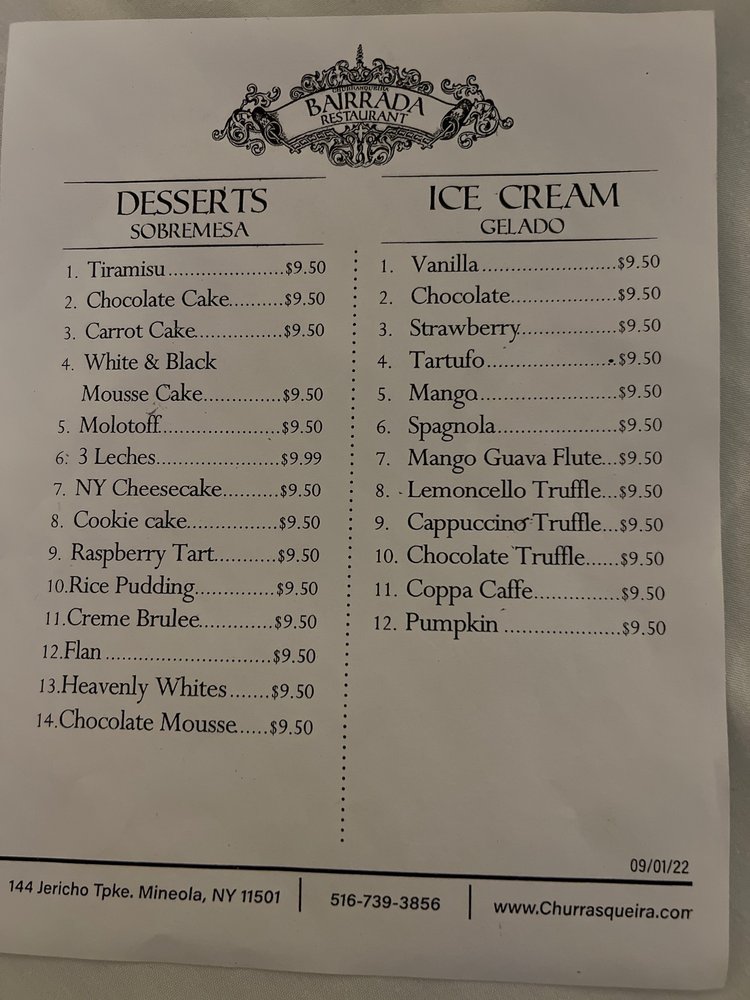 CHURRASQUEIRA
BAIRRADA
RESTAURANT
DESSERTS
SOBREMESA
1. Tiramisu......................$9.50
2. Chocolate Cake..........$9.50
3. Carrot Cake................$9.50
4. White & Black
Mousse Cake..............$9.50
5. Molotoff......................$9.50
6. 3 Leches.......................$9.99
7. NY Cheesecake..........$9.50
8. Cookie cake.................$9.50
9. Raspberry Tart............$9.50
10.Rice Pudding...............$9.50
11.Creme Brulee..............$9.50
12.Flan ...............................$9.50
13.Heavenly Whites.......$9.50
14.Chocolate Mousse.....$9.50
ICE CREAM
GELADO
1. Vanilla.........................$9.50
2. Chocolate....................$9.50
3. Strawberry..................$9.50
4. Tartufo........................$9.50
5. Mango..........................$9.50
6. Spagnola.......................$9.50
7. Mango Guava Flute...$9.50
8. Lemoncello Truffle...$9.50
9. Cappuccino Truffle...$9.50
10. Chocolate Truffle......$9.50
11. Coppa Caffe................$9.50
12. Pumpkin .....................$9.50
09/01/22
144 Jericho Tpke. Mineola, NY 11501
516-739-3856
www.Churrasqueira.com